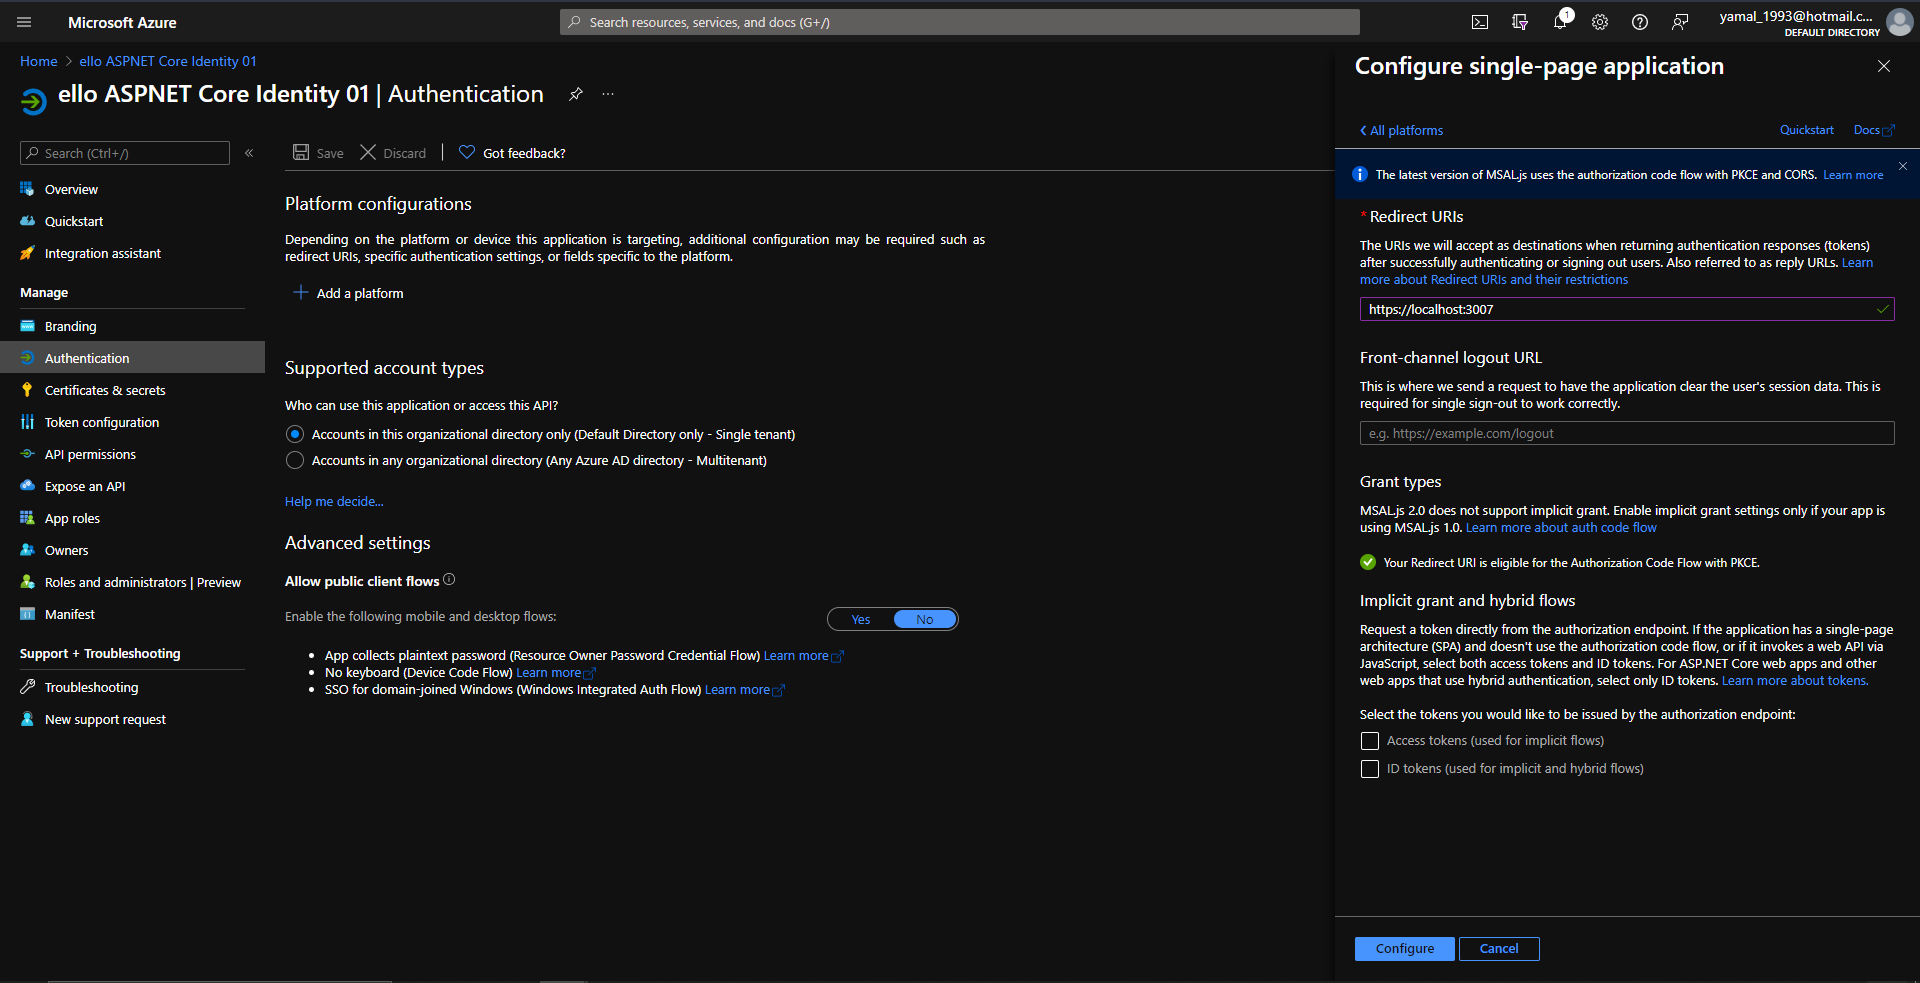 Microsoft Azure
Search resources, services, and docs (G+/)
1
yamal_1993@hotmail.c...
DEFAULT DIRECTORY
Home > ello ASPNET Core Identity 01
ello ASPNET Core Identity 01 | Authentication
Search (Ctrl+/)
Overview
Quickstart
Integration assistant
Manage
Branding
Authentication
Certificates & secrets
Token configuration
API permissions
Expose an API
App roles
Owners
Roles and administrators | Preview
Manifest
Support + Troubleshooting
Troubleshooting
New support request
Save
Discard
Got feedback?
Platform configurations
Depending on the platform or device this application is targeting, additional configuration may be required such as
redirect URIs, specific authentication settings, or fields specific to the platform.
Add a platform
Supported account types
Who can use this application or access this API?
Accounts in this organizational directory only (Default Directory only - Single tenant)
Accounts in any organizational directory (Any Azure AD directory - Multitenant)
Help me decide...
Advanced settings
Allow public client flows
Enable the following mobile and desktop flows:
Yes
No
• App collects plaintext password (Resource Owner Password Credential Flow) Learn more
• No keyboard (Device Code Flow) Learn more
• SSO for domain-joined Windows (Windows Integrated Auth Flow) Learn more
Configure single-page application
All platforms
Quickstart
Docs
The latest version of MSAL.js uses the authorization code flow with PKCE and CORS. Learn more
* Redirect URIs
The URIs we will accept as destinations when returning authentication responses (tokens)
after successfully authenticating or signing out users. Also referred to as reply URLs. Learn
more about Redirect URIs and their restrictions
https://localhost:3007
Front-channel logout URL
This is where we send a request to have the application clear the user's session data. This is
required for single sign-out to work correctly.
e.g. https://example.com/logout
Grant types
MSAL.js 2.0 does not support implicit grant. Enable implicit grant settings only if your app is
using MSAL.js 1.0. Learn more about auth code flow
Your Redirect URI is eligible for the Authorization Code Flow with PKCE.
Implicit grant and hybrid flows
Request a token directly from the authorization endpoint. If the application has a single-page
architecture (SPA) and doesn't use the authorization code flow, or if it invokes a web API via
JavaScript, select both access tokens and ID tokens. For ASP.NET Core web apps and other
web apps that use hybrid authentication, select only ID tokens. Learn more about tokens.
Select the tokens you would like to be issued by the authorization endpoint:
Access tokens (used for implicit flows)
ID tokens (used for implicit and hybrid flows)
Configure
Cancel